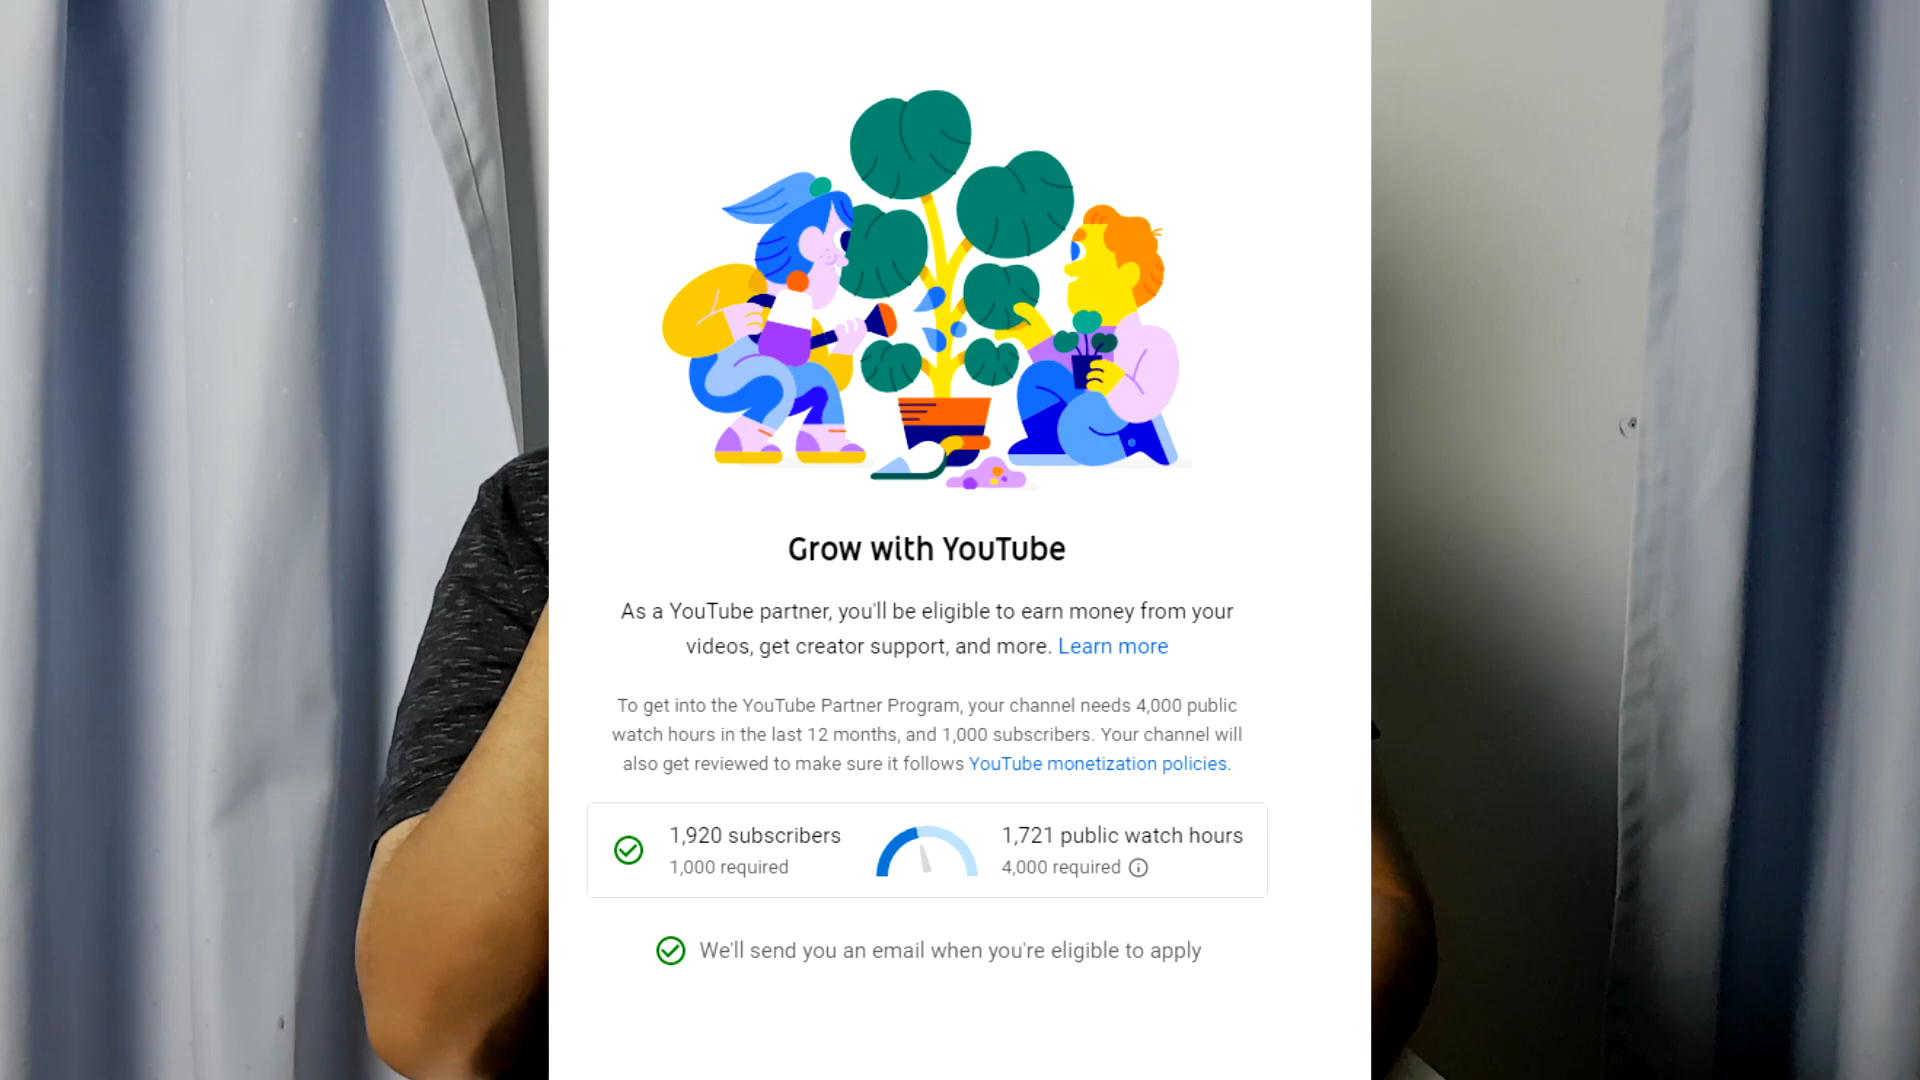 Grow with YouTube
As a YouTube partner, you'll be eligible to earn money from your
videos, get creator support, and more. Learn more
To get into the YouTube Partner Program, your channel needs 4,000 public
watch hours in the last 12 months, and 1,000 subscribers. Your channel will
also get reviewed to make sure it follows YouTube monetization policies.
1,920 subscribers
1,000 required
1,721 public watch hours
4,000 required
We'll send you an email when you're eligible to apply